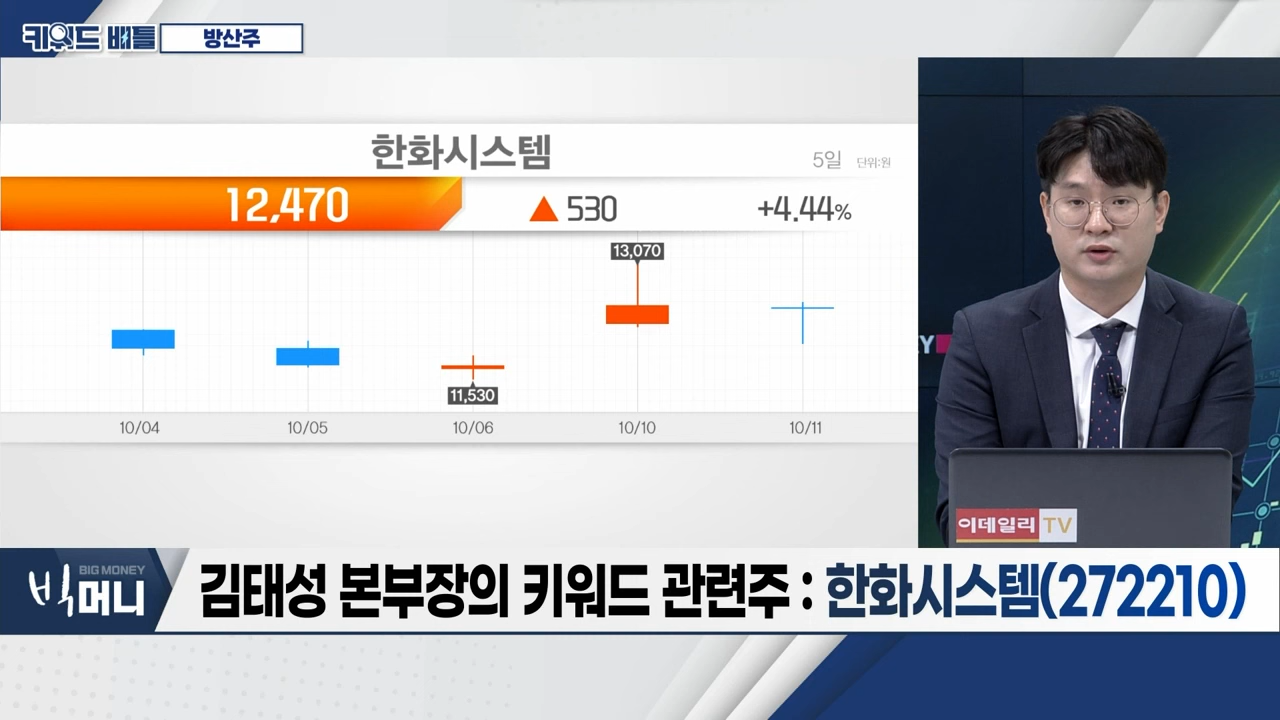 키워드 배틀 방산주
한화시스템
5일 단위:원
12,470 ▲ 530 +4.44%
13,070
11,530
10/04 10/05 10/06 10/10 10/11
이데일리 TV
BIG MONEY
빅머니
김태성 본부장의 키워드 관련주 : 한화시스템(272210)